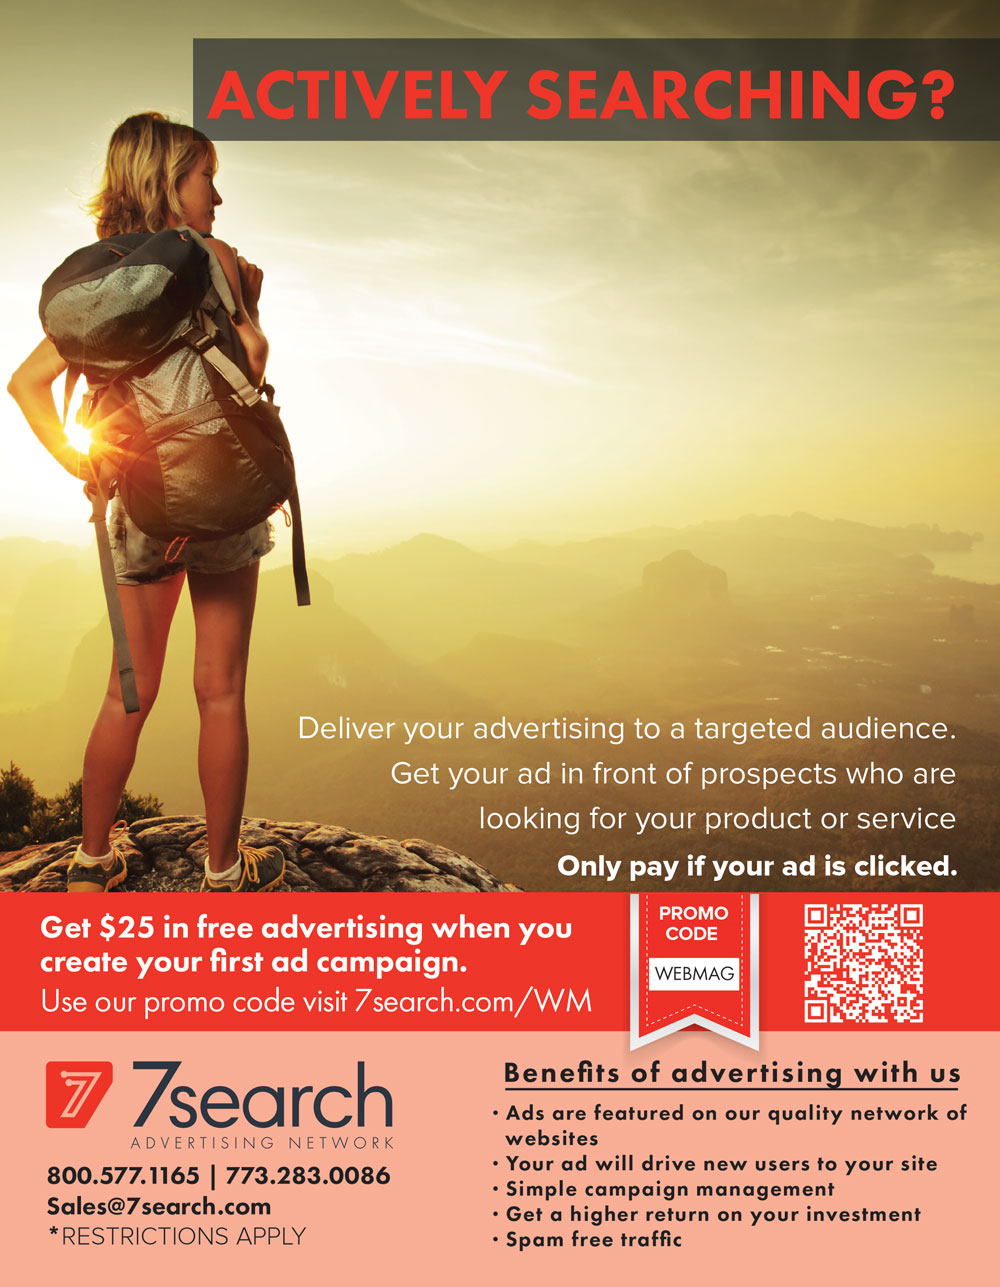 ACTIVELY SEARCHING?
Deliver your advertising to a targeted audience.
Get your ad in front of prospects who are
looking for your product or service
Only pay if your ad is clicked.
Get $25 in free advertising when you
create your first ad campaign.
Use our promo code visit 7search.com/WM
PROMO
CODE
WEBMAG
7
7search
ADVERTISING NETWORK
800.577.1165 | 773.283.0086
Sales@7search.com
*RESTRICTIONS APPLY
Benefits of advertising with us
· Ads are featured on our quality network of
websites
· Your ad will drive new users to your site
· Simple campaign management
· Get a higher return on your investment
· Spam free traffic